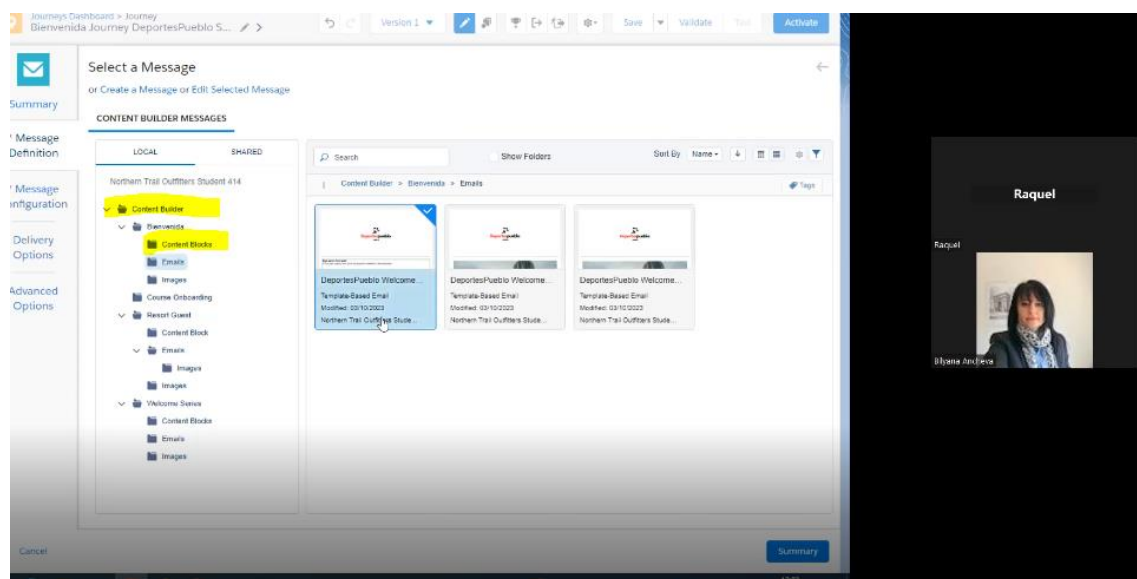 Journeys Dashboard > Journey
Bienvenida Journey DeportesPueblo S...
Version 1
Save
Validate
Test
Activate
Select a Message
or Create a Message or Edit Selected Message
CONTENT BUILDER MESSAGES
Summary
Message
Definition
Message
nfiguration
Delivery
Options
Advanced
Options
LOCAL
SHARED
Northern Trail Outfitters Student 414
Content Builder
Bienvenida
Content Blocks
Emails
Images
Course Onboarding
Resort Guest
Content Block
Emails
Images
Images
Welcome Series
Content Blocks
Emails
Images
Search
Show Folders
Sort By Name
Content Builder > Bienvenida > Emails
Tags
DeportesPueblo Welcome...
Template-Based Email
Modified: 03/10/2023
Northern Trail Outfitters Stude...
DeportesPueblo Welcome...
Template-Based Email
Modified: 03/10/2023
Northern Trail Outfitters Stude...
DeportesPueblo Welcome...
Template-Based Email
Modified: 03/10/2023
Northern Trail Outfitters Stude...
Cancel
Summary
Raquel
Raquel
Bilyana Andreeva